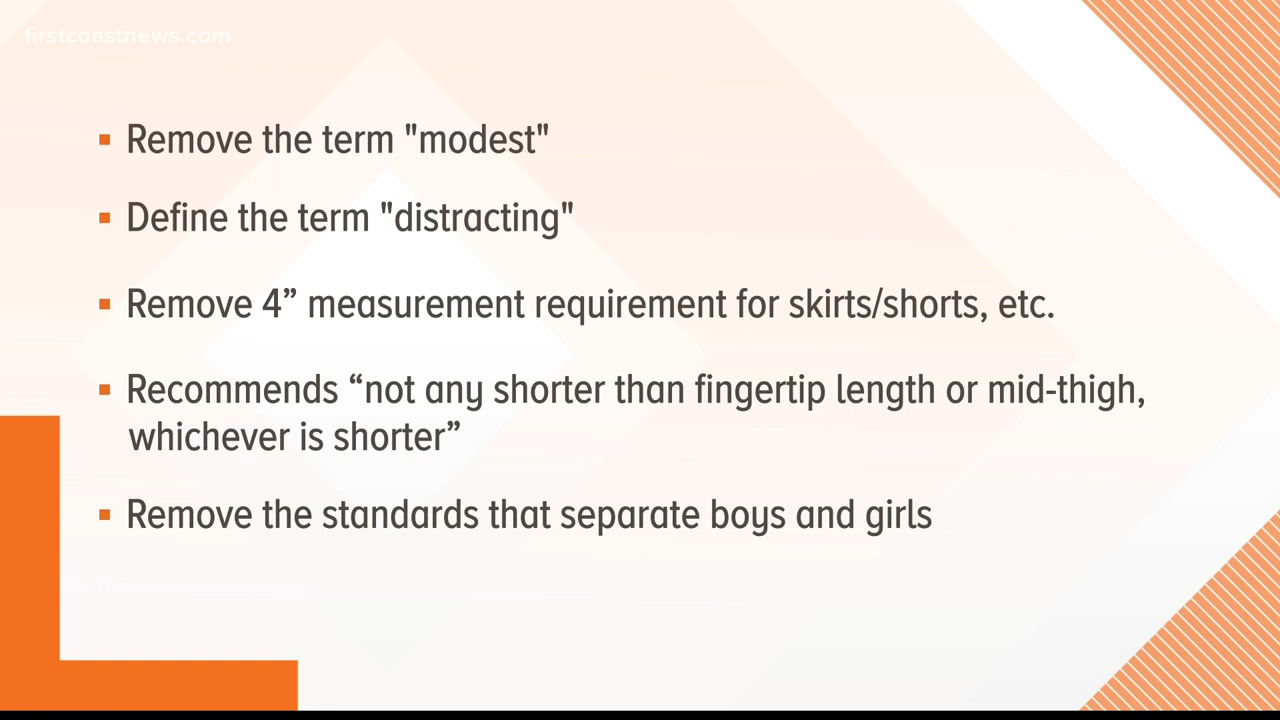 firstcoastnews.com
▪ Remove the term "modest"
▪ Define the term "distracting"
▪ Remove 4” measurement requirement for skirts/shorts, etc.
▪ Recommends “not any shorter than fingertip length or mid-thigh,
whichever is shorter”
▪ Remove the standards that separate boys and girls